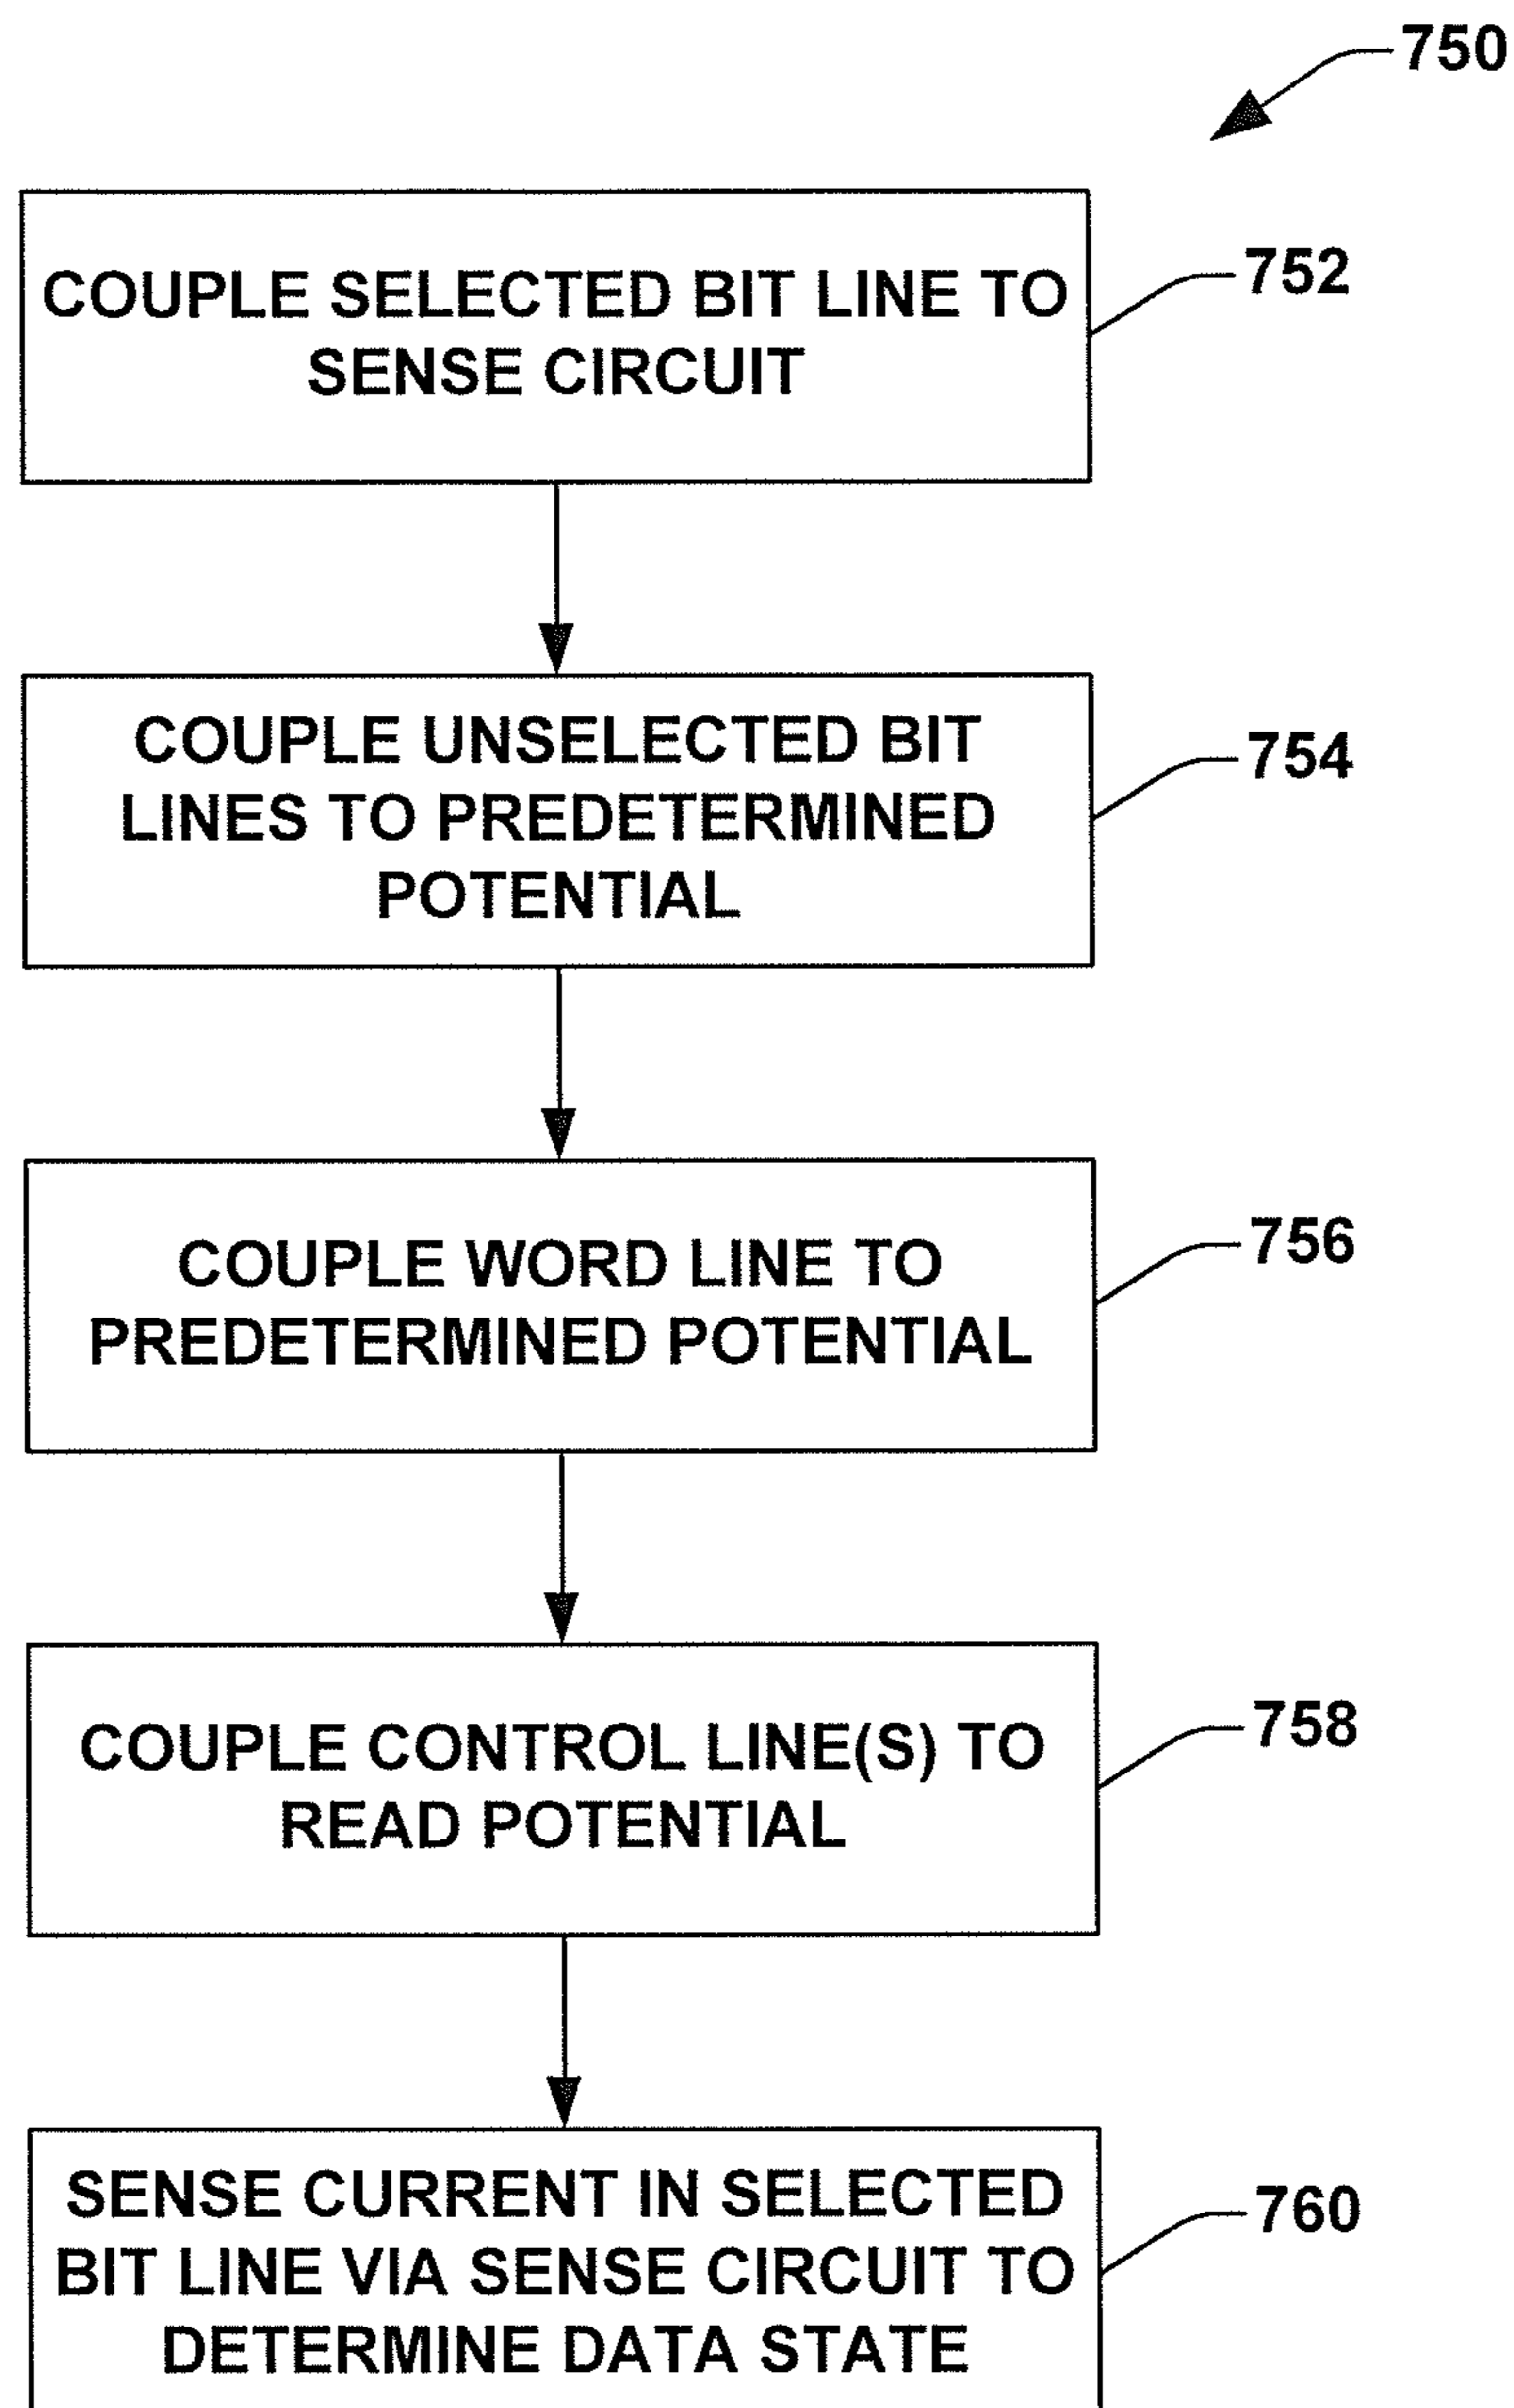 750
COUPLE SELECTED BIT LINE TO
SENSE CIRCUIT
752
COUPLE UNSELECTED BIT
LINES TO PREDETERMINED
POTENTIAL
754
COUPLE WORD LINE TO
PREDETERMINED POTENTIAL
756
COUPLE CONTROL LINE(S) TO
READ POTENTIAL
758
SENSE CURRENT IN SELECTED
BIT LINE VIA SENSE CIRCUIT TO
DETERMINE DATA STATE
760